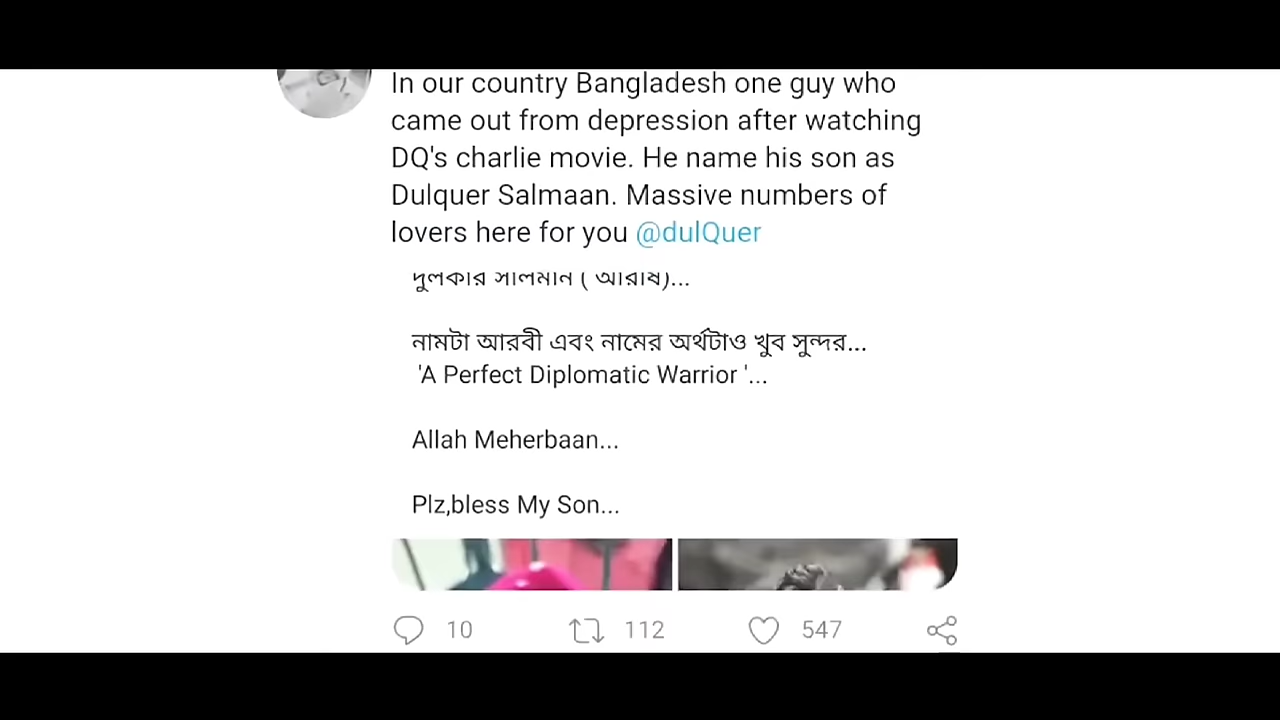 In our country Bangladesh one guy who
came out from depression after watching
DQ's charlie movie. He name his son as
Dulquer Salmaan. Massive numbers of
lovers here for you @dulQuer
দুলকার সালমান ( আরাষ)...
নামটা আরবী এবং নামের অর্থটাও খুব সুন্দর...
'A Perfect Diplomatic Warrior '...
Allah Meherbaan...
Plz,bless My Son...
10 112 547